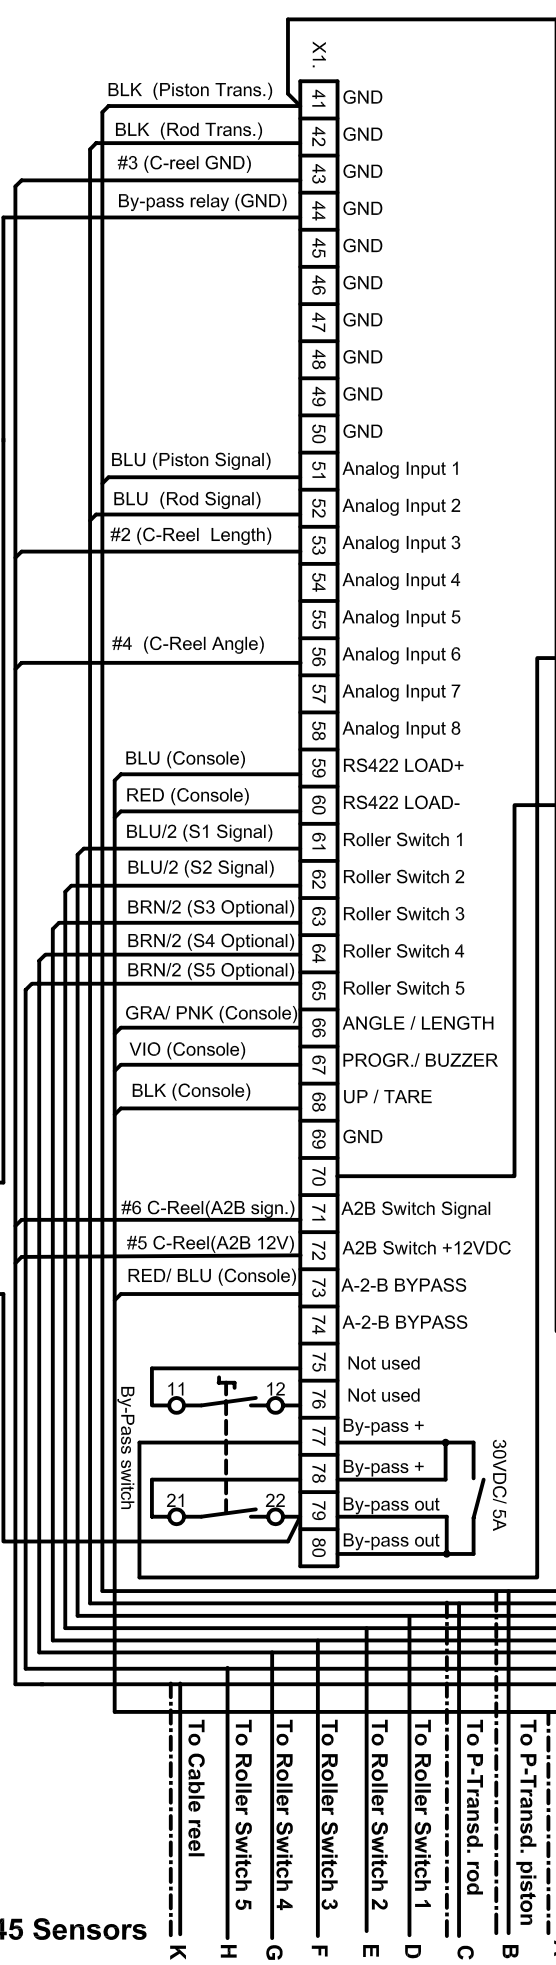 X1.
BLK (Piston Trans.) 41 GND
BLK (Rod Trans.) 42 GND
#3 (C-reel GND) 43 GND
By-pass relay (GND) 44 GND
45 GND
46 GND
47 GND
48 GND
49 GND
50 GND
BLU (Piston Signal) 51 Analog Input 1
BLU (Rod Signal) 52 Analog Input 2
#2 (C-Reel Length) 53 Analog Input 3
54 Analog Input 4
55 Analog Input 5
#4 (C-Reel Angle) 56 Analog Input 6
57 Analog Input 7
58 Analog Input 8
BLU (Console) 59 RS422 LOAD+
RED (Console) 60 RS422 LOAD-
BLU/2 (S1 Signal) 61 Roller Switch 1
BLU/2 (S2 Signal) 62 Roller Switch 2
BRN/2 (S3 Optional) 63 Roller Switch 3
BRN/2 (S4 Optional) 64 Roller Switch 4
BRN/2 (S5 Optional) 65 Roller Switch 5
GRA/ PNK (Console) 66 ANGLE / LENGTH
VIO (Console) 67 PROGR./ BUZZER
BLK (Console) 68 UP / TARE
69 GND
70
#6 C-Reel(A2B sign.) 71 A2B Switch Signal
#5 C-Reel(A2B 12V) 72 A2B Switch +12VDC
RED/ BLU (Console) 73 A-2-B BYPASS
74 A-2-B BYPASS
75 Not used
11 12 76 Not used
77 By-pass +
78 By-pass +
21 22 79 By-pass out
80 By-pass out
By-Pass switch
30VDC/ 5A
To Cable reel
To Roller Switch 5
To Roller Switch 4
To Roller Switch 3
To Roller Switch 2
To Roller Switch 1
To P-Transd. rod
To P-Transd. piston
45 Sensors
K
H
G
F
E
D
C
B